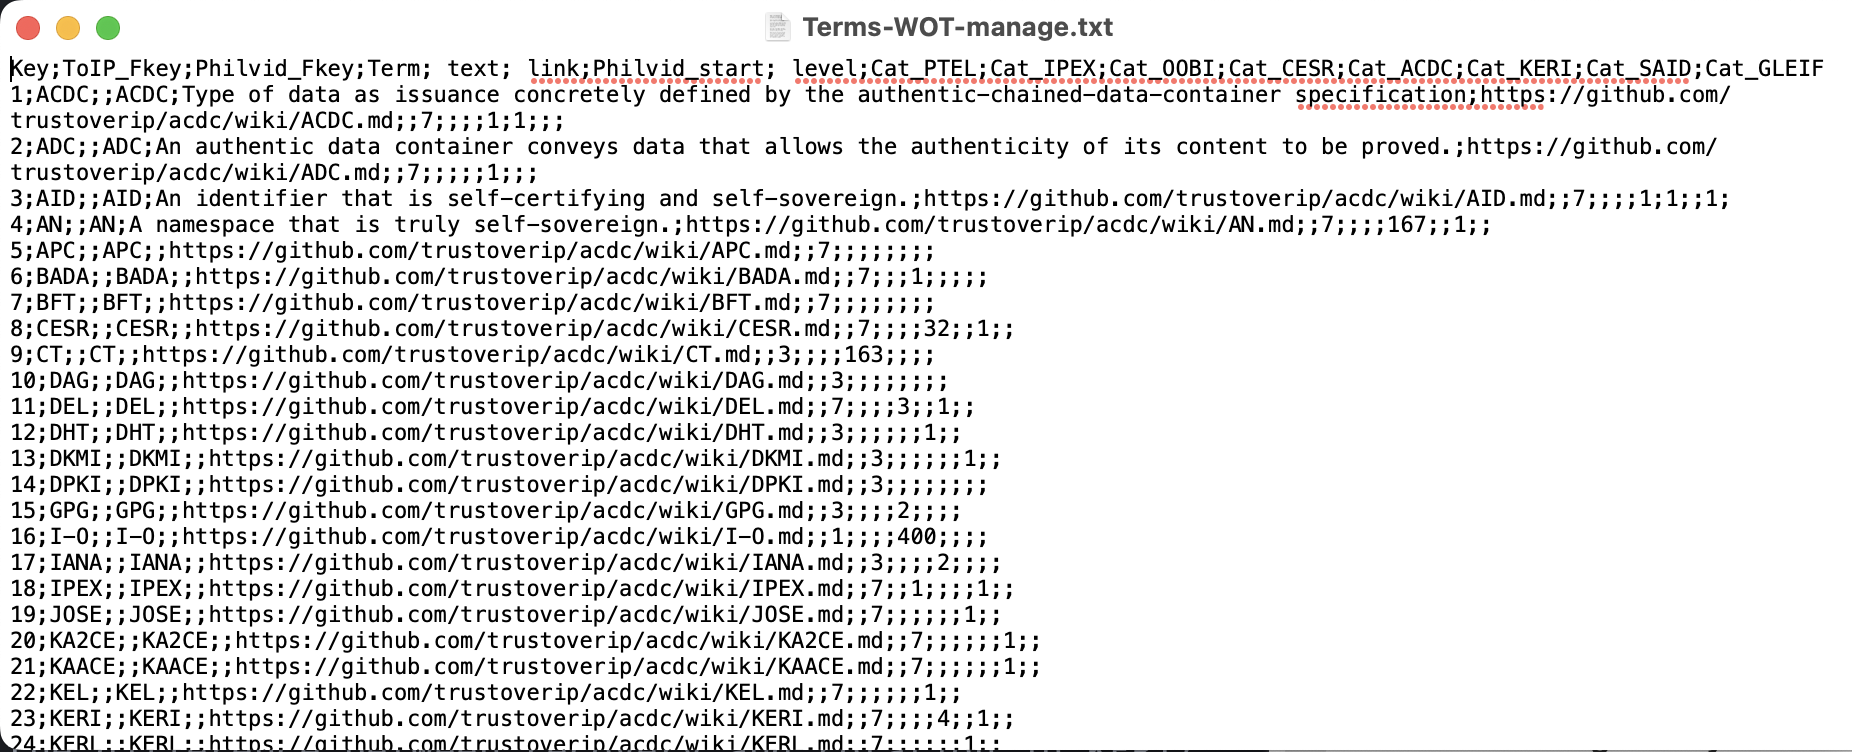 Terms-WOT-manage.txt
Key;ToIP_Fkey;Philvid_Fkey;Term; text; link;Philvid_start; level;Cat_PTEL;Cat_IPEX;Cat_OOBI;Cat_CESR;Cat_ACDC;Cat_KERI;Cat_SAID;Cat_GLEIF
1;ACDC;;ACDC;Type of data as issuance concretely defined by the authentic-chained-data-container specification;https://github.com/
trustoverip/acdc/wiki/ACDC.md;;7;;;;1;1;;;
2;ADC;;ADC;An authentic data container conveys data that allows the authenticity of its content to be proved.;https://github.com/
trustoverip/acdc/wiki/ADC.md;;7;;;;;1;;;
3;AID;;AID;An identifier that is self-certifying and self-sovereign.;https://github.com/trustoverip/acdc/wiki/AID.md;;7;;;;1;1;;1;
4;AN;;AN;A namespace that is truly self-sovereign.;https://github.com/trustoverip/acdc/wiki/AN.md;;7;;;;167;;1;;
5;APC;;APC;;https://github.com/trustoverip/acdc/wiki/APC.md;;7;;;;;;;;
6;BADA;;BADA;;https://github.com/trustoverip/acdc/wiki/BADA.md;;7;;;1;;;;;
7;BFT;;BFT;;https://github.com/trustoverip/acdc/wiki/BFT.md;;7;;;;;;;;
8;CESR;;CESR;;https://github.com/trustoverip/acdc/wiki/CESR.md;;7;;;;32;;1;;
9;CT;;CT;;https://github.com/trustoverip/acdc/wiki/CT.md;;3;;;;163;;;;
10;DAG;;DAG;;https://github.com/trustoverip/acdc/wiki/DAG.md;;3;;;;;;;;
11;DEL;;DEL;;https://github.com/trustoverip/acdc/wiki/DEL.md;;7;;;;3;;1;;
12;DHT;;DHT;;https://github.com/trustoverip/acdc/wiki/DHT.md;;3;;;;;;1;;
13;DKMI;;DKMI;;https://github.com/trustoverip/acdc/wiki/DKMI.md;;3;;;;;;1;;
14;DPKI;;DPKI;;https://github.com/trustoverip/acdc/wiki/DPKI.md;;3;;;;;;;;
15;GPG;;GPG;;https://github.com/trustoverip/acdc/wiki/GPG.md;;3;;;;2;;;;
16;I-O;;I-O;;https://github.com/trustoverip/acdc/wiki/I-O.md;;1;;;;400;;;;
17;IANA;;IANA;;https://github.com/trustoverip/acdc/wiki/IANA.md;;3;;;;2;;;;
18;IPEX;;IPEX;;https://github.com/trustoverip/acdc/wiki/IPEX.md;;7;;1;;;;1;;
19;JOSE;;JOSE;;https://github.com/trustoverip/acdc/wiki/JOSE.md;;7;;;;;;1;;
20;KA2CE;;KA2CE;;https://github.com/trustoverip/acdc/wiki/KA2CE.md;;7;;;;;;1;;
21;KAACE;;KAACE;;https://github.com/trustoverip/acdc/wiki/KAACE.md;;7;;;;;;1;;
22;KEL;;KEL;;https://github.com/trustoverip/acdc/wiki/KEL.md;;7;;;;;;1;;
23;KERI;;KERI;;https://github.com/trustoverip/acdc/wiki/KERI.md;;7;;;;4;;1;;
24;KERL;;KERL;;https://github.com/trustoverip/acdc/wiki/KERL.md;;7;;;;;;1;;